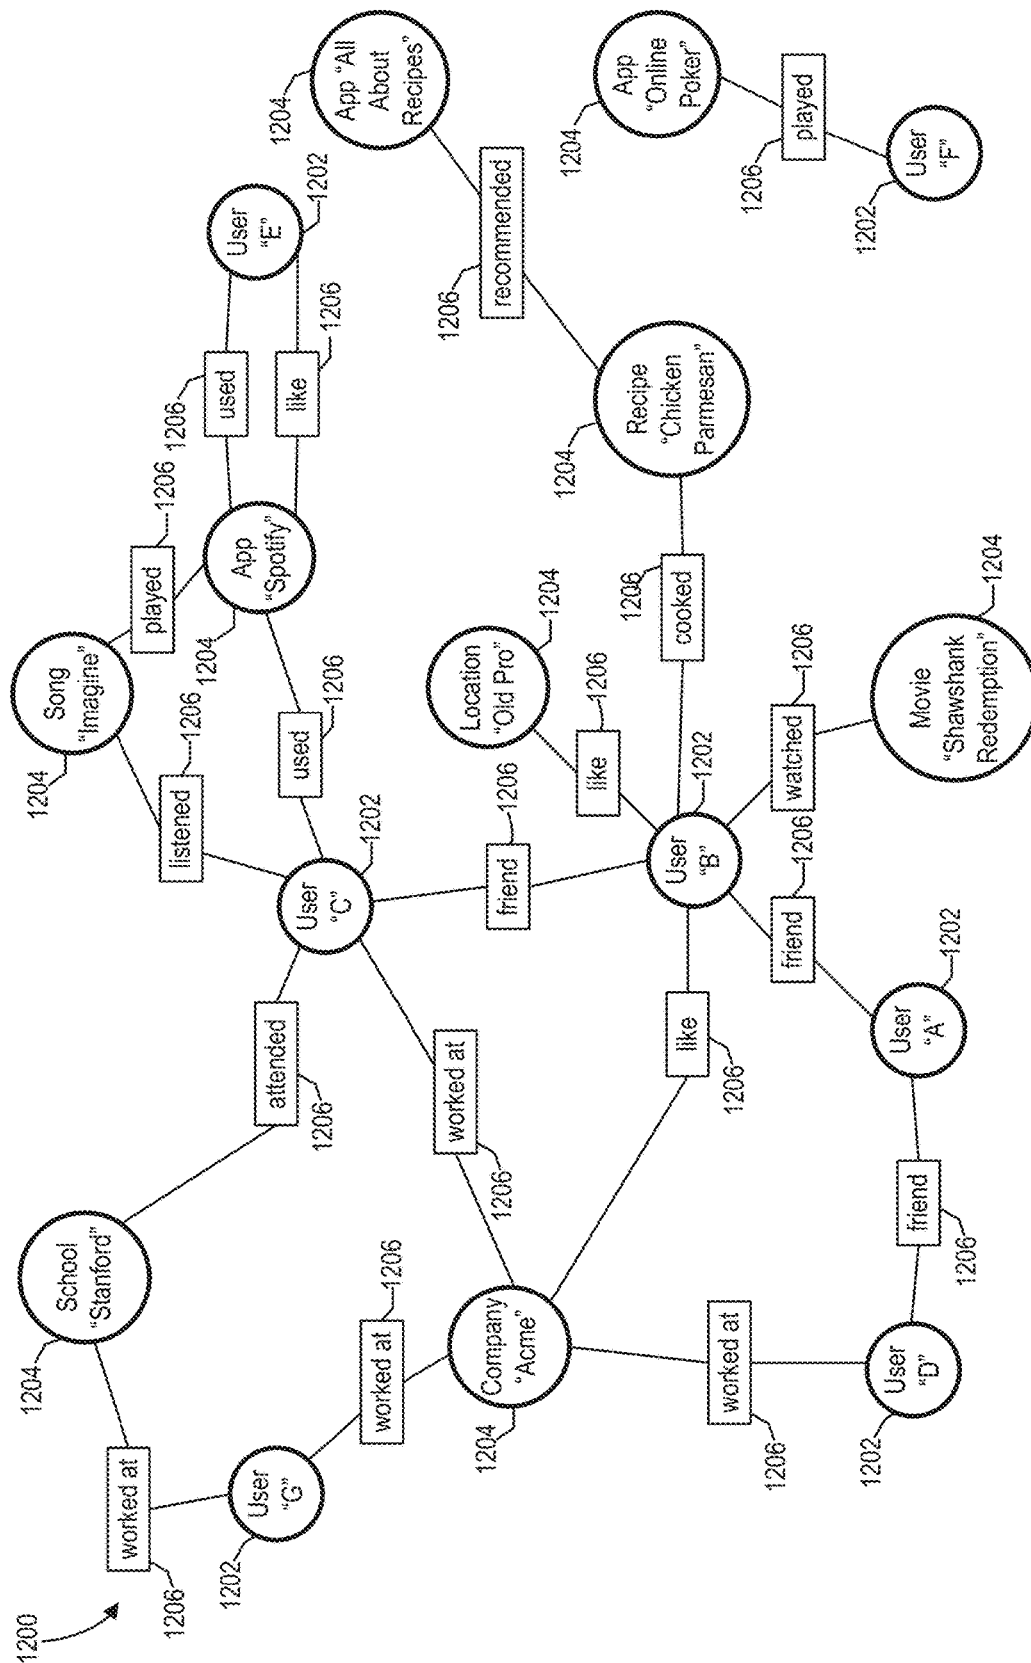 1200
1206
worked at
1204
School
"Stanford"
1204
Song
"Imagine"
1206
played
1206
listened
1206
1202
User
"G"
1206
attended
1206
used
1206
User
"E"
1202
1204
App
"Spotify"
like
1206
1204
App "All
About
Recipes"
1206
worked at
User
"C"
1202
used
1206
1204
Company
"Acme"
worked at
1206
friend
1206
Location
"Old Pro"
1204
1206
recommended
like
1206
1204
Recipe
"Chicken
Parmesan"
1204
App
"Online
Poker"
like
1206
User
"B"
1202
cooked
1206
worked at
1206
friend
1206
watched
1206
1206
played
1202
User
"D"
friend
1206
User
"A"
1202
Movie
"Shawshank
Redemption"
1204
1202
User
"F"